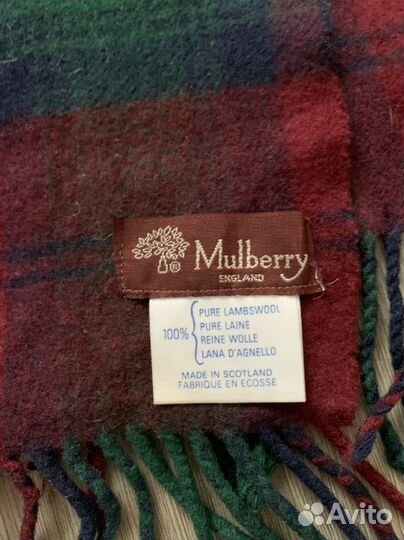 ® Mulberry
ENGLAND
100% { PURE LAMBSWOOL
PURE LAINE
REINE WOLLE
LANA D'AGNELLO
MADE IN SCOTLAND
FABRIQUE EN ECOSSE
Avito